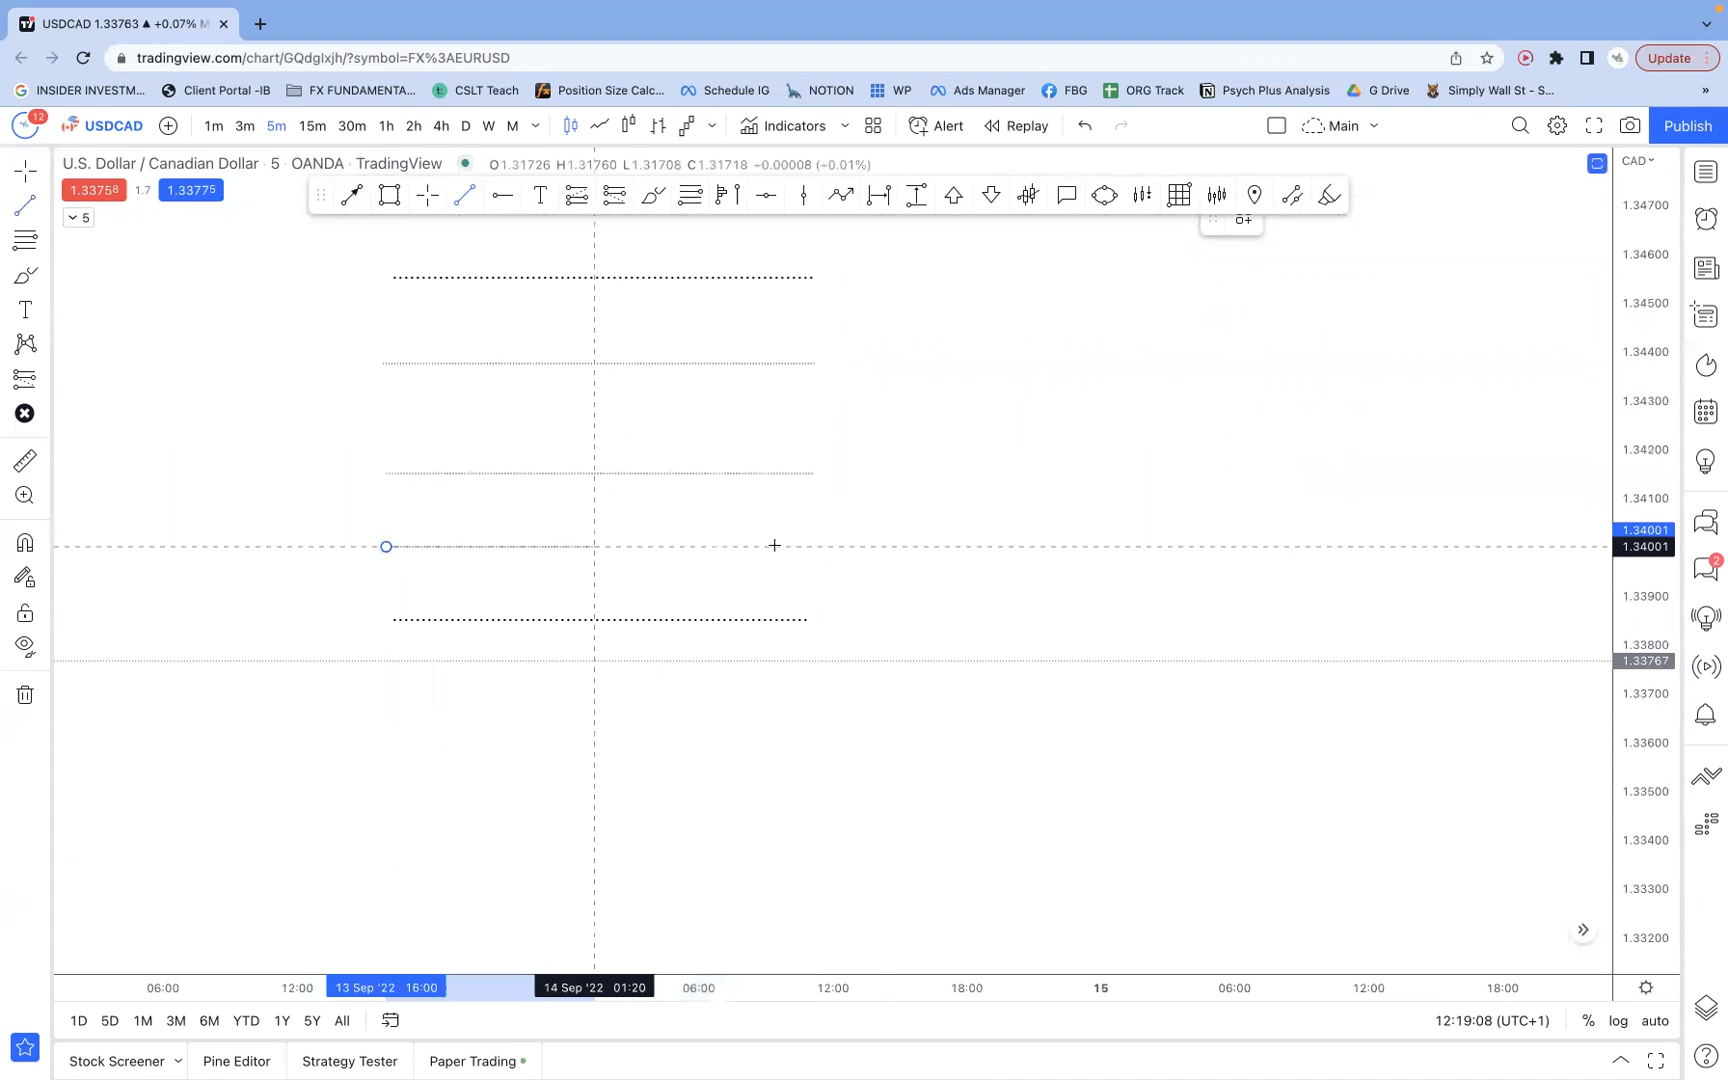 USDCAD 1.33763 ▲ +0.07% M
tradingview.com/chart/GQdglxjh/?symbol=FX%3AEURUSD
Update
INSIDER INVESTM...
Client Portal -IB
FX FUNDAMENTA...
CSLT Teach
Position Size Calc...
Schedule IG
NOTION
WP
Ads Manager
FBG
ORG Track
Psych Plus Analysis
G Drive
Simply Wall St - S...
»
12
USDCAD
1m 3m 5m 15m 30m 1h 2h 4h D W M
Indicators
Alert
Replay
Main
Publish
U.S. Dollar / Canadian Dollar · 5 · OANDA · TradingView
O1.31726 H1.31760 L1.31708 C1.31718 −0.00008 (−0.01%)
CAD
1.33758 1.7 1.33775
5
1.34700
1.34600
1.34500
1.34400
1.34300
1.34200
1.34100
1.34001
1.34001
1.33900
1.33800
1.33767
1.33700
1.33600
1.33500
1.33400
1.33300
1.33200
2
06:00 12:00 13 Sep '22 16:00 14 Sep '22 01:20 06:00 12:00 18:00 15 06:00 12:00 18:00
1D 5D 1M 3M 6M YTD 1Y 5Y All
12:19:08 (UTC+1) % log auto
Stock Screener Pine Editor Strategy Tester Paper Trading